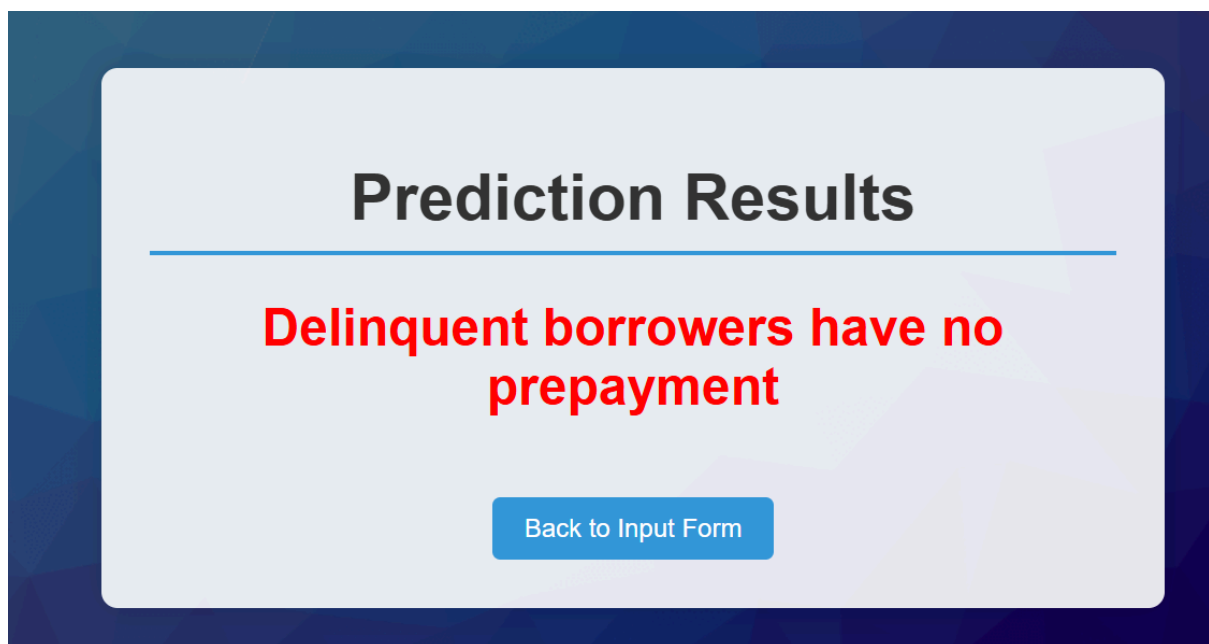 Prediction Results
Delinquent borrowers have no
prepayment
Back to Input Form